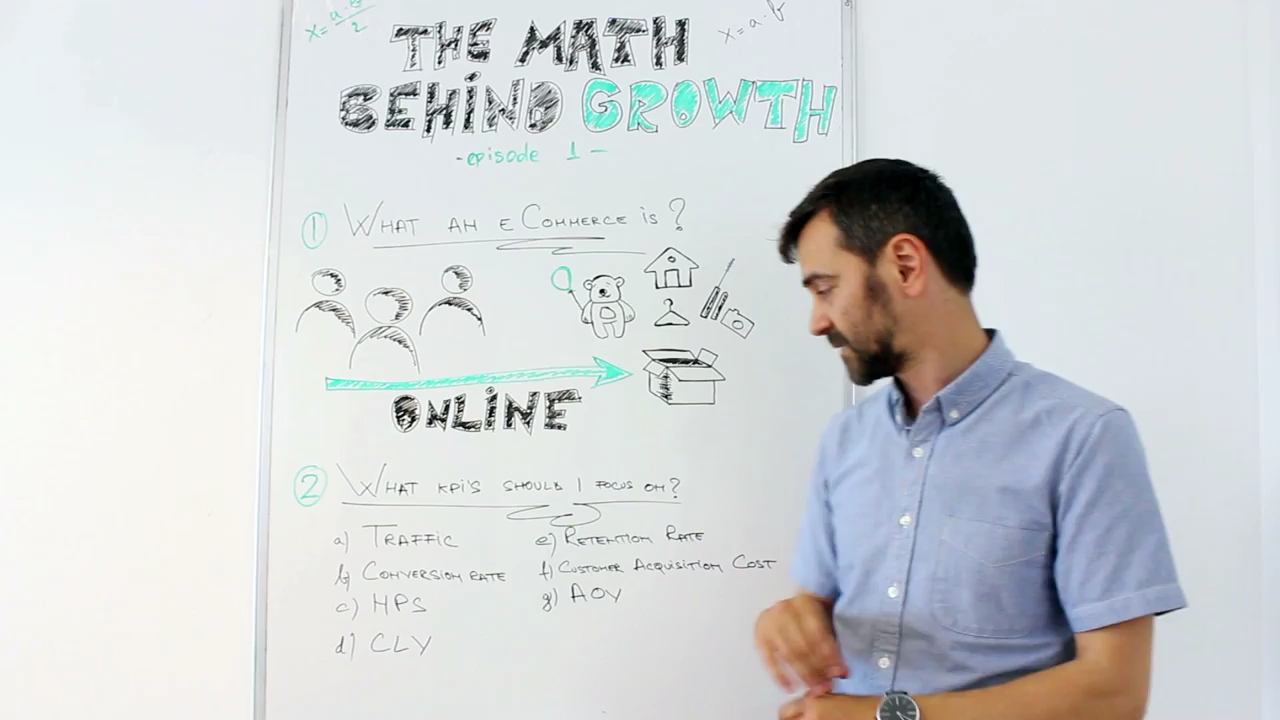 x = a · b / 2
x = a · b
THE MATH
BEHIND GROWTH
- episode 1 -
1 WHAT AN eCOMMERCE is?
ONLINE
2 WHAT KPi'S SHOULD I FOCUS ON?
a) TRAFFIC
b) CONVERSION RATE
c) NPS
d) CLV
e) RETENTION RATE
f) CUSTOMER ACQUISITION COST
g) AOV